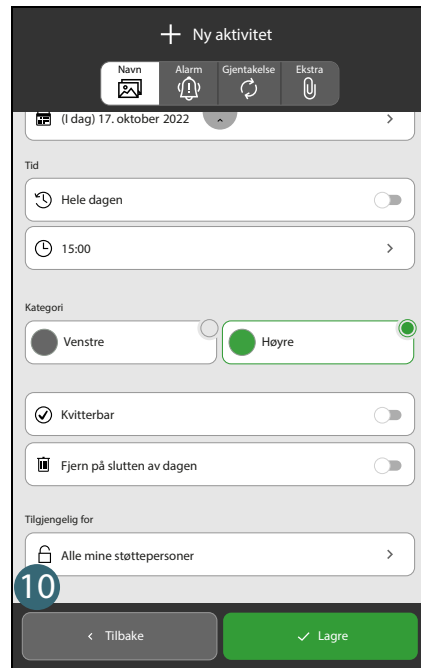 Ny aktivitet
Navn Alarm Gjentakelse Ekstra
(I dag) 17. oktober 2022
Tid
Hele dagen
15:00
Kategori
Venstre Høyre
Kvitterbar
Fjern på slutten av dagen
Tilgjengelig for
Alle mine støttepersoner
10
Tilbake Lagre